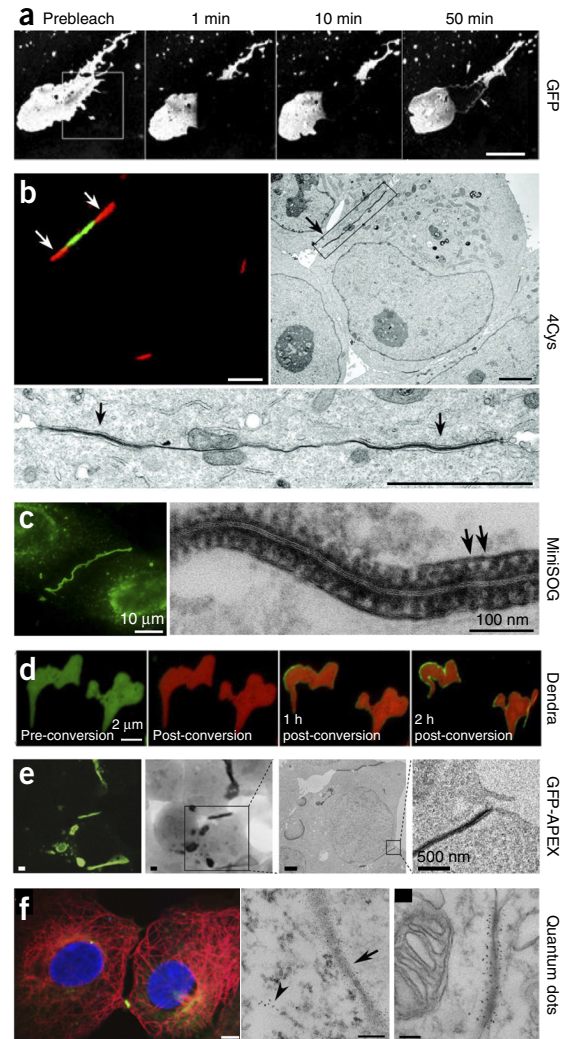 a
Prebleach
1 min
10 min
50 min
GFP
b
4Cys
c
10 μm
100 nm
MiniSOG
d
Pre-conversion
2 μm
Post-conversion
1 h
post-conversion
2 h
post-conversion
Dendra
e
500 nm
GFP-APEX
f
Quantum dots